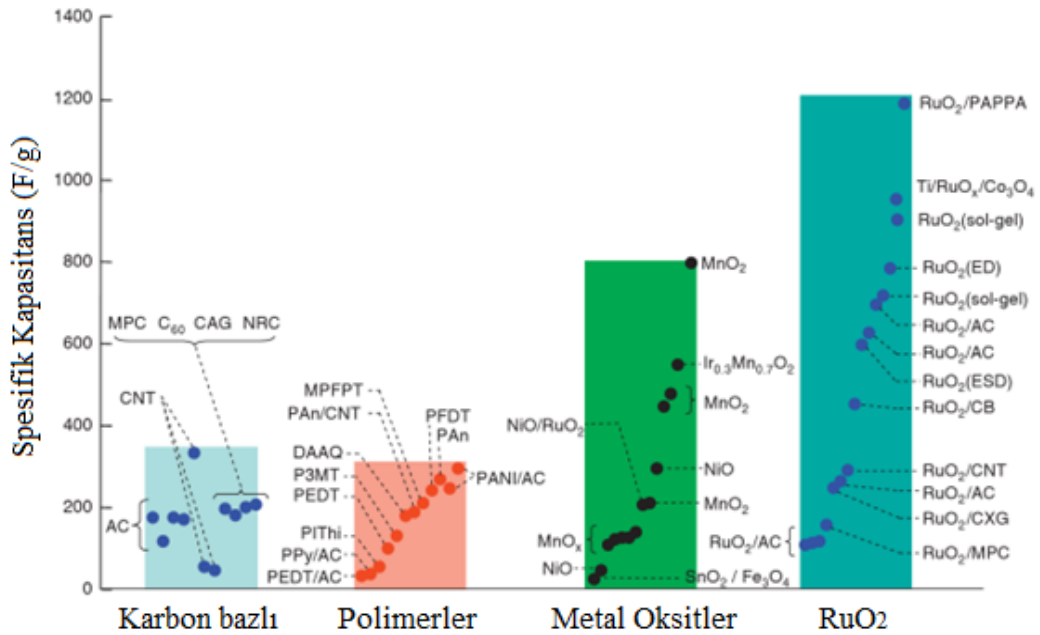 Spesifik Kapasitans (F/g)
1400
1200
1000
800
600
400
200
0
MPC C₆₀ CAG NRC
CNT
AC
Karbon bazlı
MPFPT
PAn/CNT
PFDT
PAn
DAAQ
P3MT
PEDT
PANI/AC
PIThi
PPy/AC
PEDT/AC
Polimerler
MnO₂
Ir₀.₃Mn₀.₇O₂
MnO₂
NiO/RuO₂
NiO
MnO₂
MnOₓ
NiO
SnO₂ / Fe₃O₄
Metal Oksitler
RuO₂/PAPPA
Ti/RuOₓ/Co₃O₄
RuO₂(sol-gel)
RuO₂(ED)
RuO₂(sol-gel)
RuO₂/AC
RuO₂/AC
RuO₂(ESD)
RuO₂/CB
RuO₂/CNT
RuO₂/AC
RuO₂/CXG
RuO₂/AC
RuO₂/MPC
RuO2